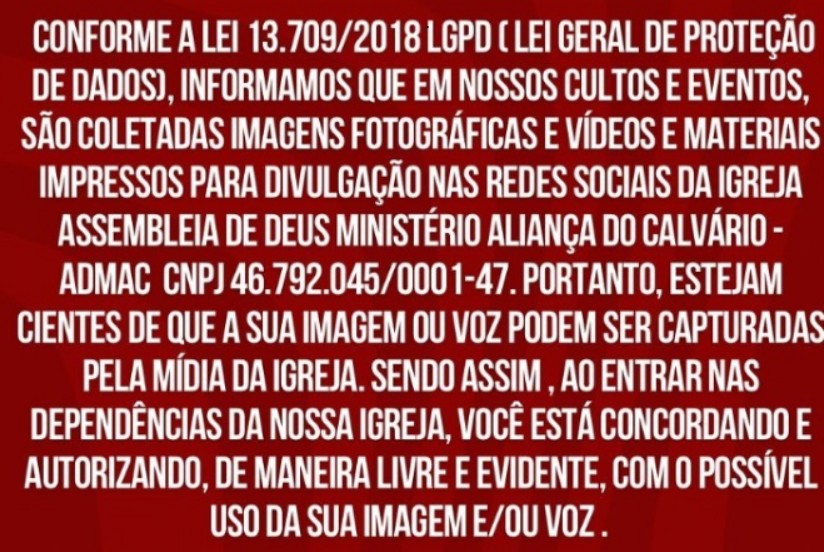 CONFORME A LEI 13.709/2018 LGPD ( LEI GERAL DE PROTEÇÃO
DE DADOS), INFORMAMOS QUE EM NOSSOS CULTOS E EVENTOS,
SÃO COLETADAS IMAGENS FOTOGRÁFICAS E VÍDEOS E MATERIAIS
IMPRESSOS PARA DIVULGAÇÃO NAS REDES SOCIAIS DA IGREJA
ASSEMBLEIA DE DEUS MINISTÉRIO ALIANÇA DO CALVÁRIO -
ADMAC CNPJ 46.792.045/0001-47. PORTANTO, ESTEJAM
CIENTES DE QUE A SUA IMAGEM OU VOZ PODEM SER CAPTURADAS
PELA MÍDIA DA IGREJA. SENDO ASSIM , AO ENTRAR NAS
DEPENDÊNCIAS DA NOSSA IGREJA, VOCÊ ESTÁ CONCORDANDO E
AUTORIZANDO, DE MANEIRA LIVRE E EVIDENTE, COM O POSSÍVEL
USO DA SUA IMAGEM E/OU VOZ .